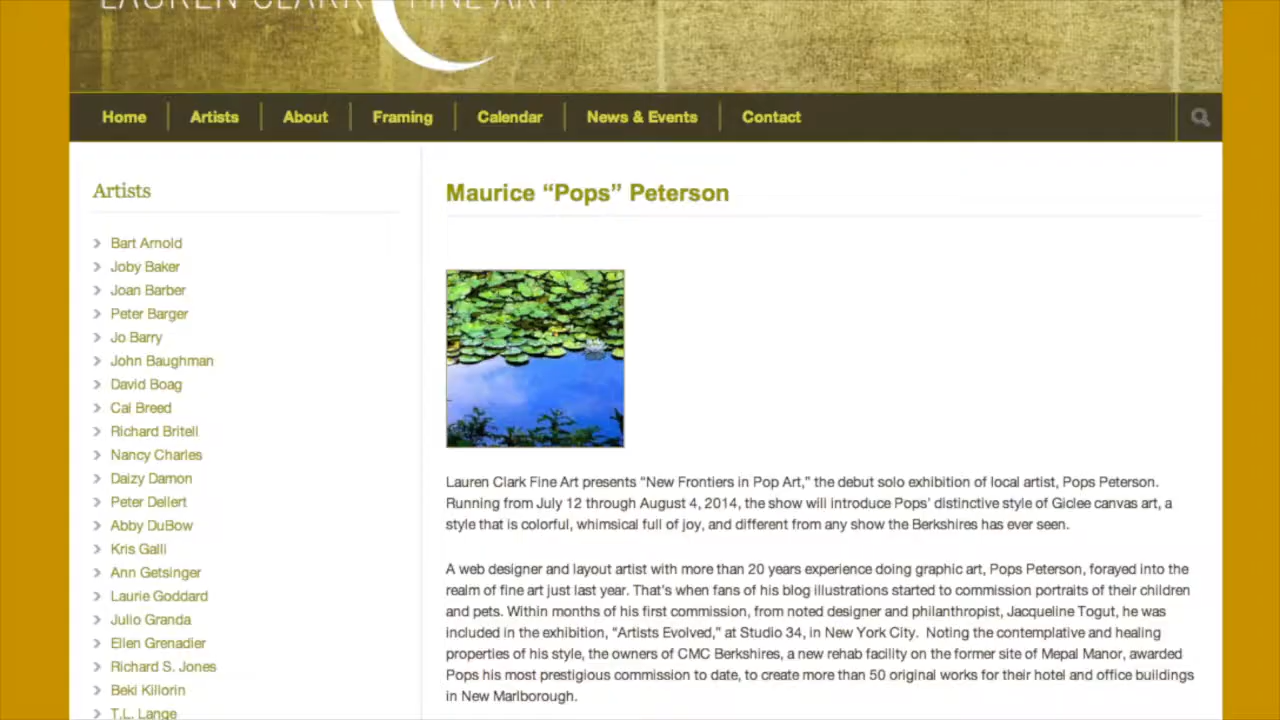 LAUREN CLARK FINE ART
Home
Artists
About
Framing
Calendar
News & Events
Contact
Artists
Bart Arnold
Joby Baker
Joan Barber
Peter Barger
Jo Barry
John Baughman
David Boag
Cal Breed
Richard Britell
Nancy Charles
Daizy Damon
Peter Dellert
Abby DuBow
Kris Galli
Ann Getsinger
Laurie Goddard
Julio Granda
Ellen Grenadier
Richard S. Jones
Beki Killorin
T.L. Lange
Maurice “Pops” Peterson
Lauren Clark Fine Art presents “New Frontiers in Pop Art,” the debut solo exhibition of local artist, Pops Peterson.
Running from July 12 through August 4, 2014, the show will introduce Pops’ distinctive style of Giclee canvas art, a
style that is colorful, whimsical full of joy, and different from any show the Berkshires has ever seen.
A web designer and layout artist with more than 20 years experience doing graphic art, Pops Peterson, forayed into the
realm of fine art just last year. That’s when fans of his blog illustrations started to commission portraits of their children
and pets. Within months of his first commission, from noted designer and philanthropist, Jacqueline Togut, he was
included in the exhibition, “Artists Evolved,” at Studio 34, in New York City. Noting the contemplative and healing
properties of his style, the owners of CMC Berkshires, a new rehab facility on the former site of Mepal Manor, awarded
Pops his most prestigious commission to date, to create more than 50 original works for their hotel and office buildings
in New Marlborough.